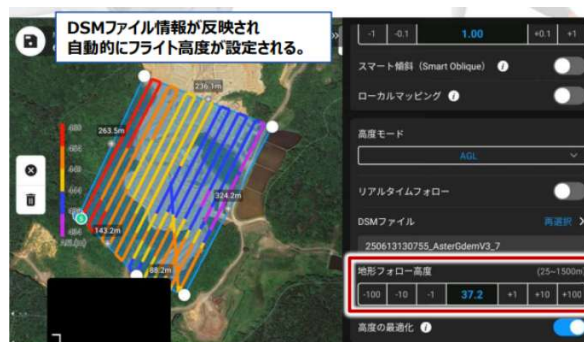 DSMファイル情報が反映され
自動的にフライト高度が設定される。
236.1m
263.5m
324.2m
143.2m
88.2m
ASL(m)
-1 -0.1 1.00 +0.1 +1
スマート傾斜（Smart Oblique）
ローカルマッピング
高度モード
AGL
リアルタイムフォロー
DSMファイル 再選択
250613130755_AsterGdemV3_7
地形フォロー高度 (25~1500m)
-100 -10 -1 37.2 +1 +10 +100
高度の最適化